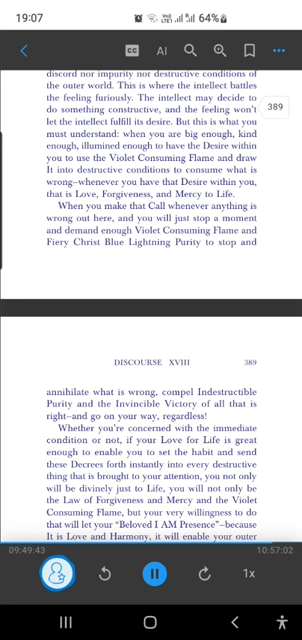 19:07
64%
CC
AI
389
discord nor impurity nor destructive conditions of
the outer world. This is where the intellect battles
the feeling furiously. The intellect may decide to
do something constructive, and the feeling won't
let the intellect fulfill its desire. But this is what you
must understand: when you are big enough, kind
enough, illumined enough to have the Desire within
you to use the Violet Consuming Flame and draw
It into destructive conditions to consume what is
wrong–whenever you have that Desire within you,
that is Love, Forgiveness, and Mercy to Life.
When you make that Call whenever anything is
wrong out here, and you will just stop a moment
and demand enough Violet Consuming Flame and
Fiery Christ Blue Lightning Purity to stop and
DISCOURSE XVIII 389
annihilate what is wrong, compel Indestructible
Purity and the Invincible Victory of all that is
right–and go on your way, regardless!
Whether you're concerned with the immediate
condition or not, if your Love for Life is great
enough to enable you to set the habit and send
these Decrees forth instantly into every destructive
thing that is brought to your attention, you not only
will be divinely just to Life, you will not only be
the Law of Forgiveness and Mercy and the Violet
Consuming Flame, but your very willingness to do
that will let your "Beloved I AM Presence"–because
It is Love and Harmony, it will enable your outer
09:49:43 10:57:02
1x